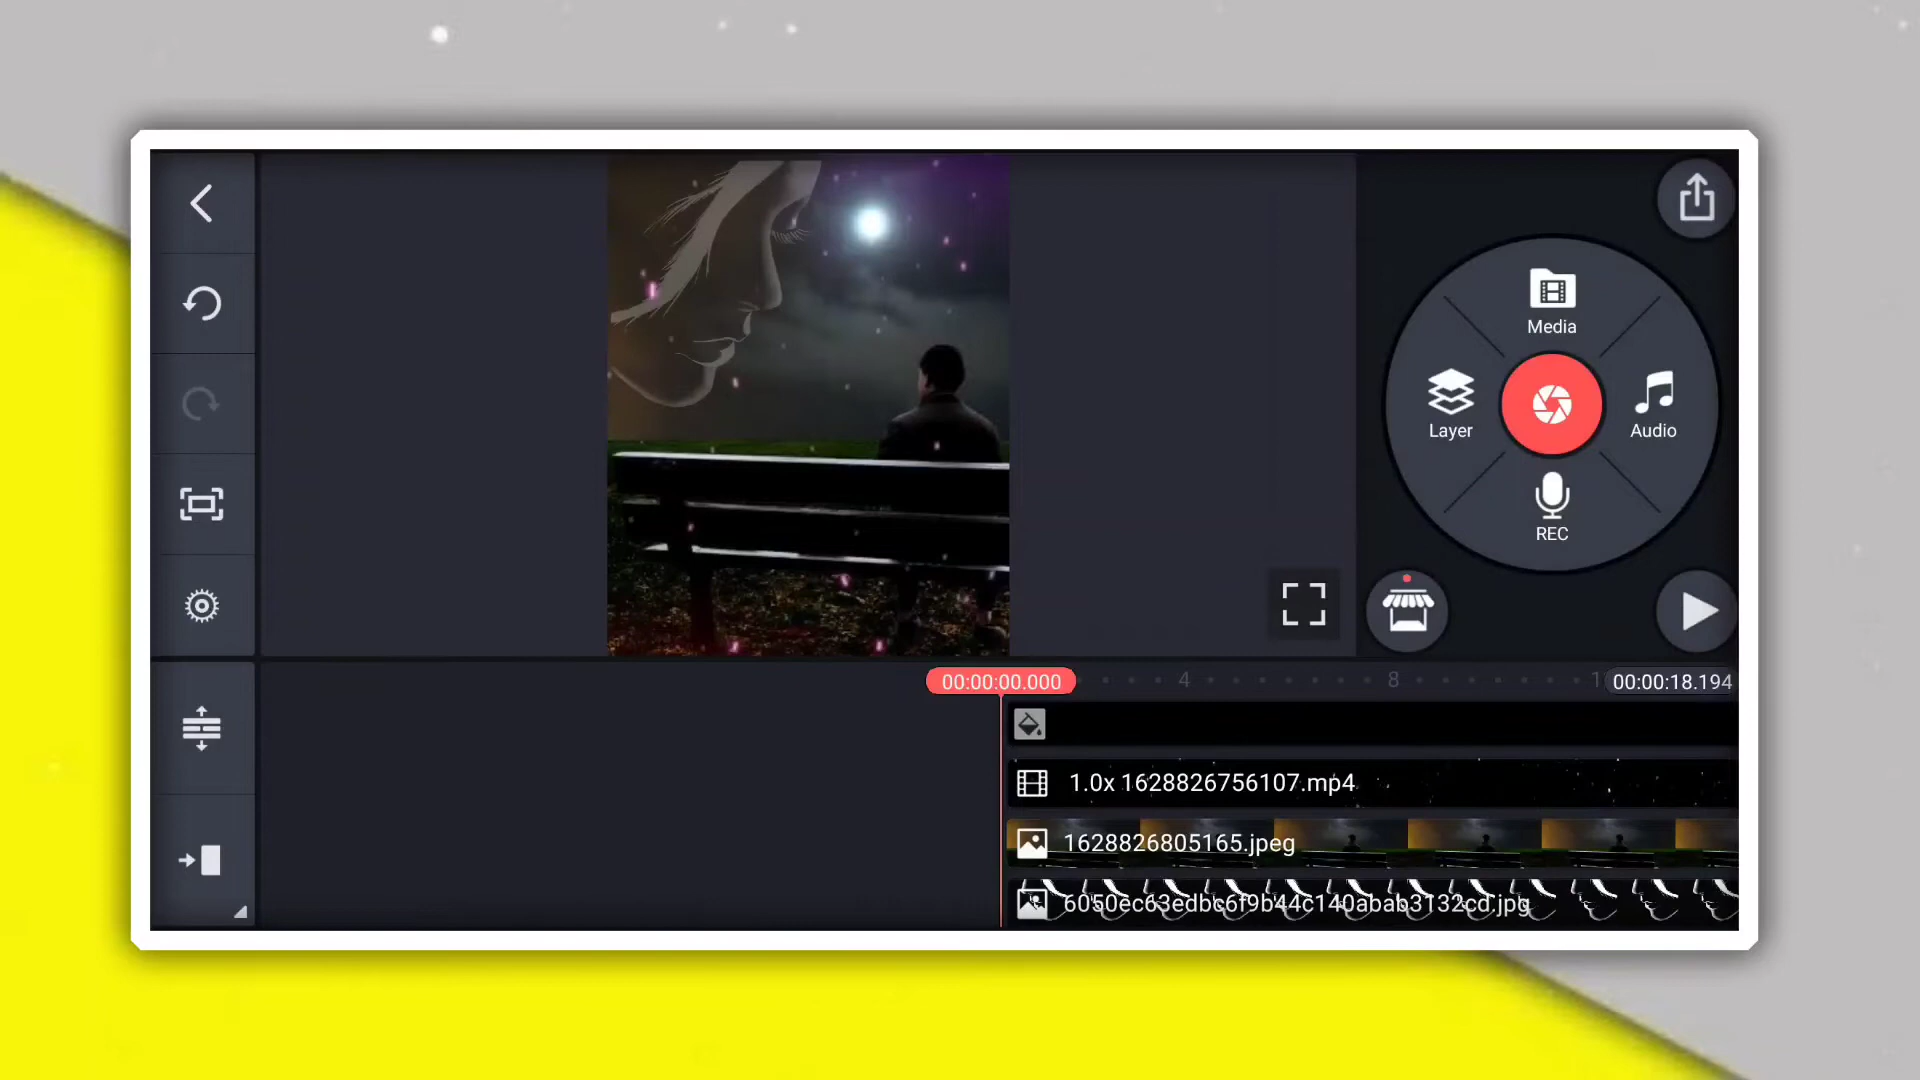 Media
Layer
Audio
REC
00:00:00.000
4
8
1
00:00:18.194
1.0x 1628826756107.mp4
1628826805165.jpeg
6050ec63edbc6f9b44c140abab3132cd.jpg